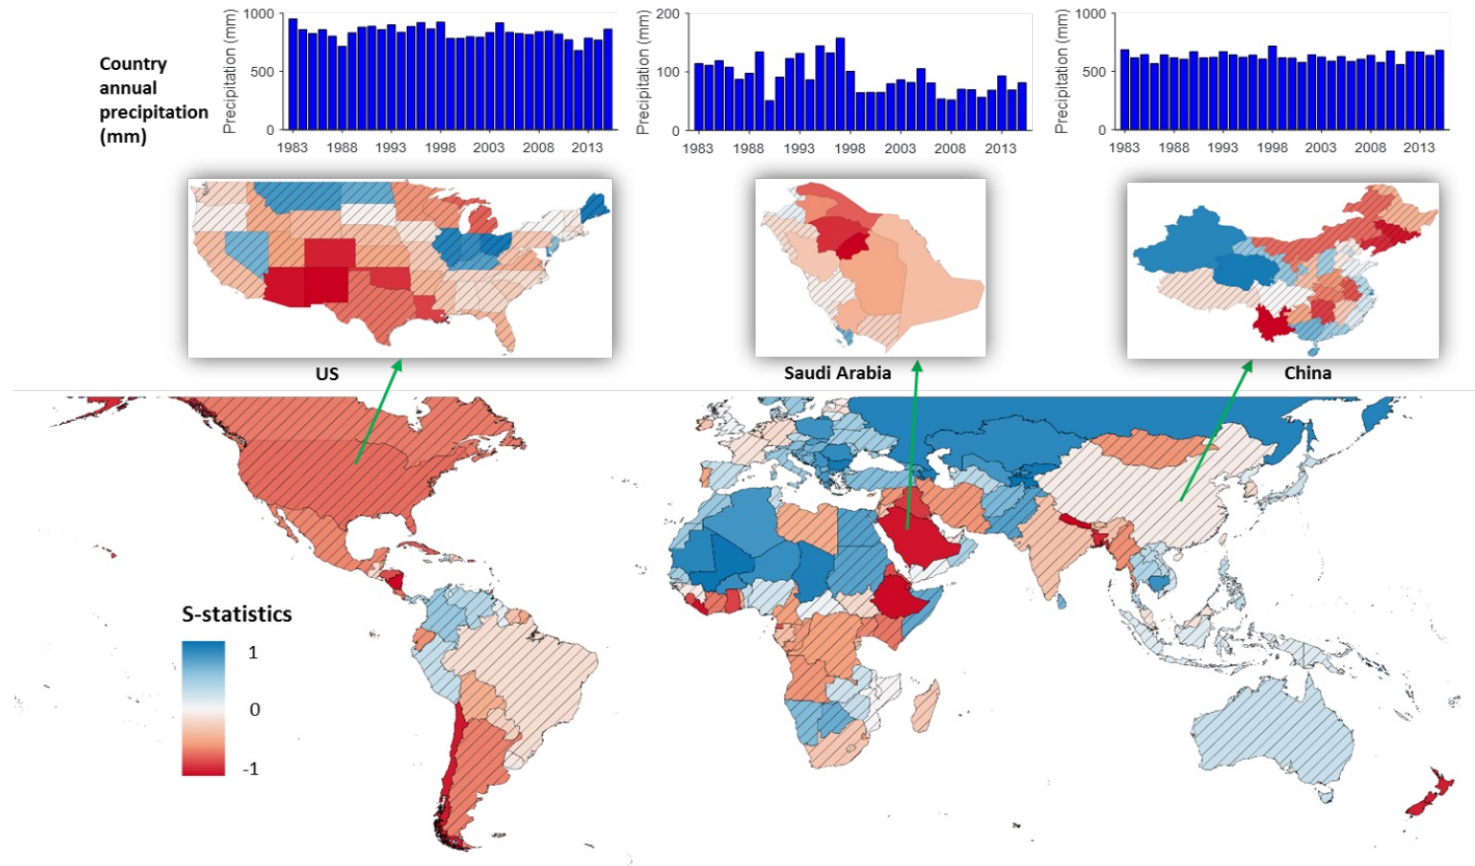 Country
annual
precipitation
(mm)
Precipitation (mm)
1000
500
0
1983 1988 1993 1998 2003 2008 2013
Precipitation (mm)
200
100
0
1983 1988 1993 1998 2003 2008 2013
Precipitation (mm)
1000
500
0
1983 1988 1993 1998 2003 2008 2013
US
Saudi Arabia
China
S-statistics
1
0
-1